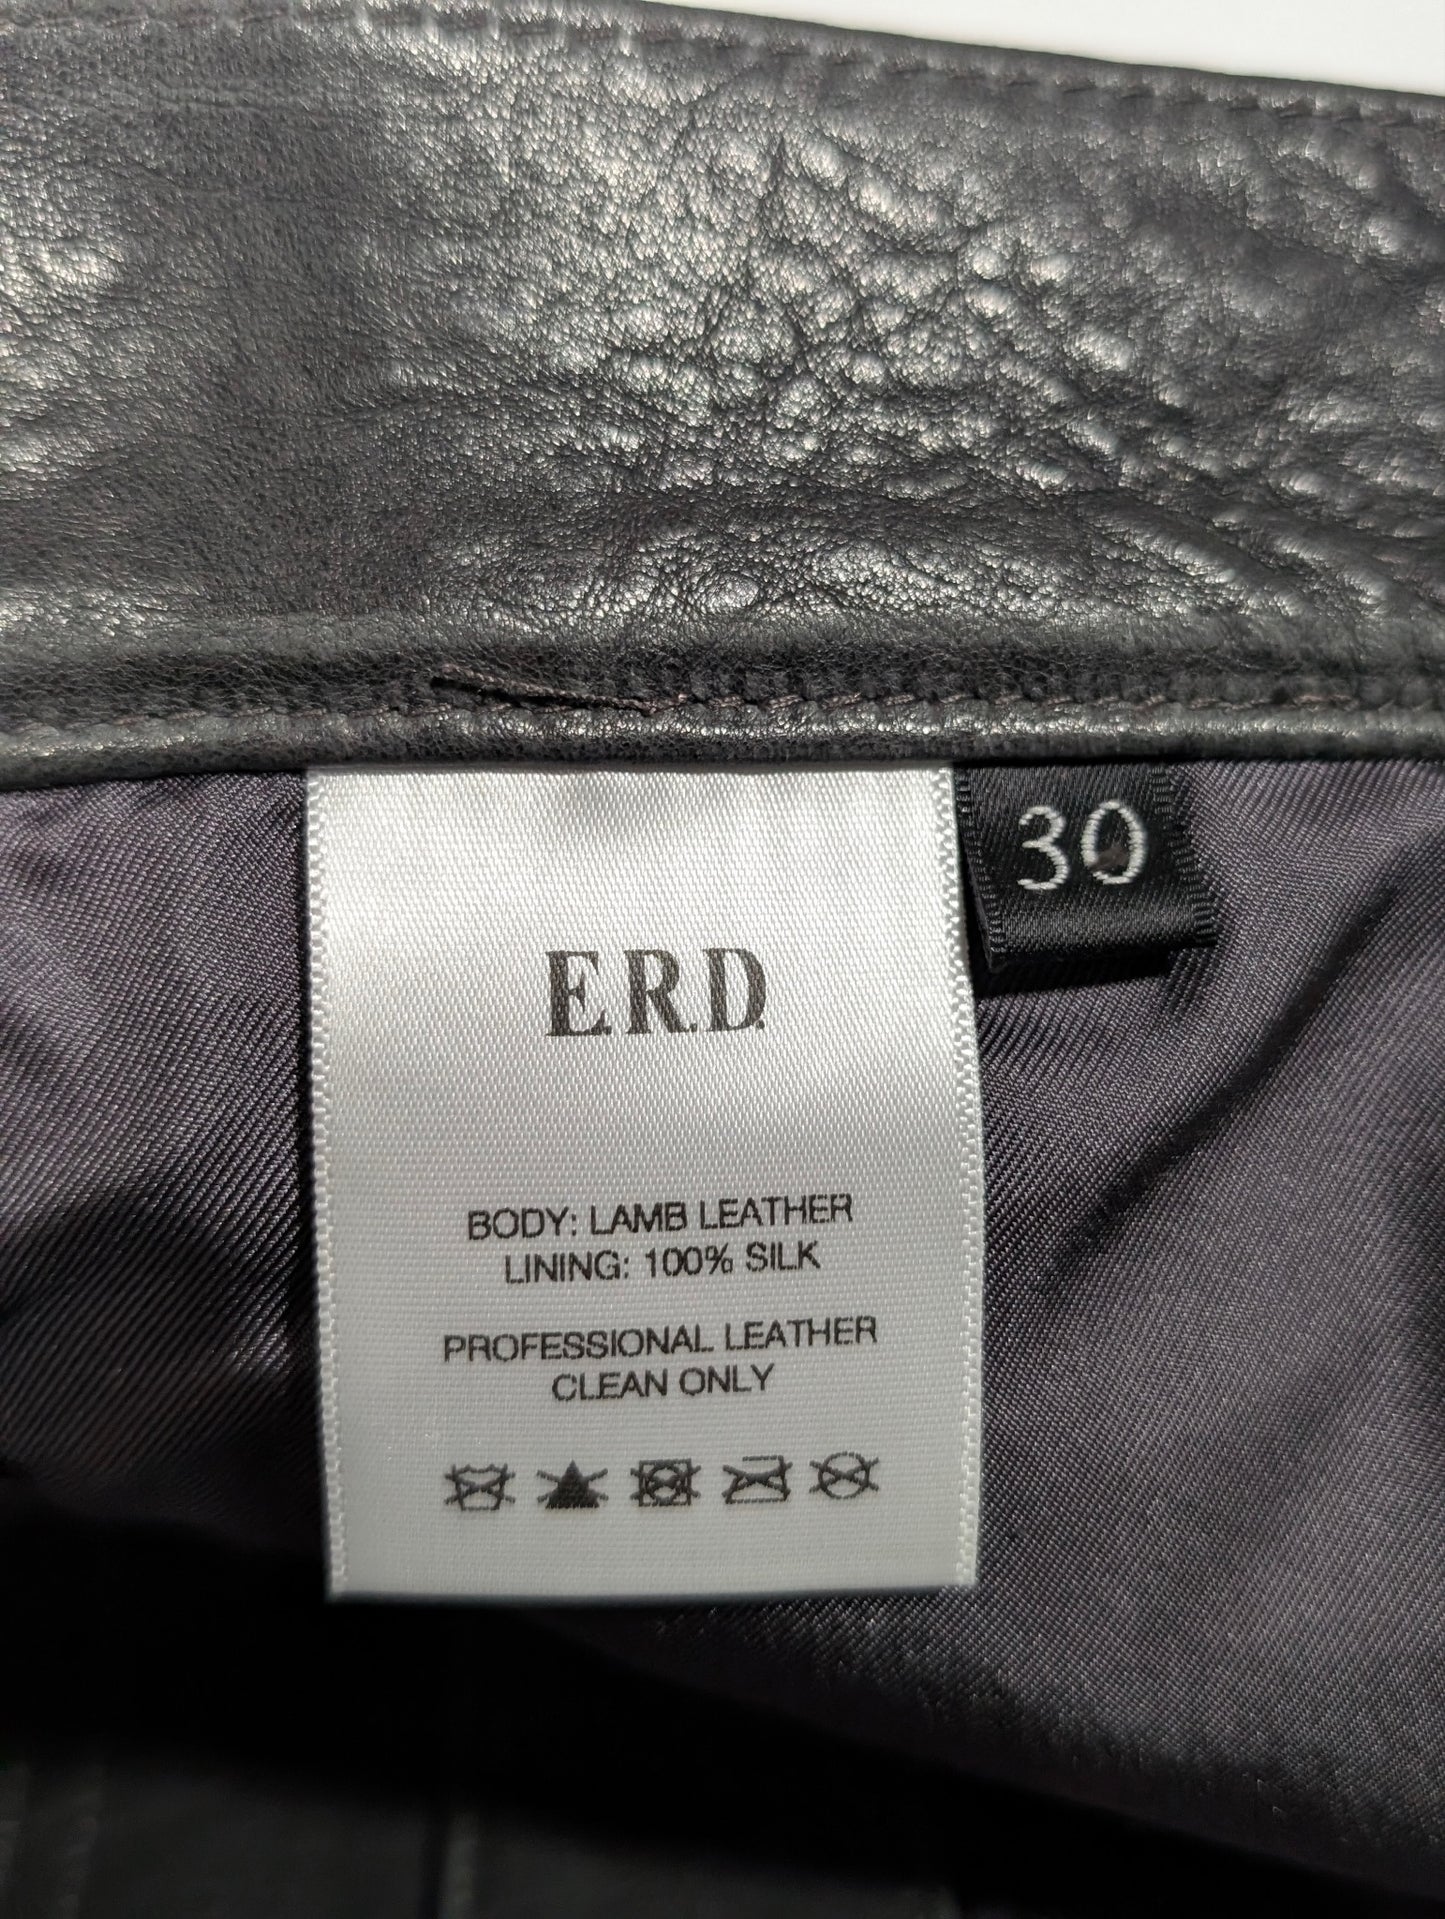 30
E.R.D.
BODY: LAMB LEATHER
LINING: 100% SILK
PROFESSIONAL LEATHER
CLEAN ONLY